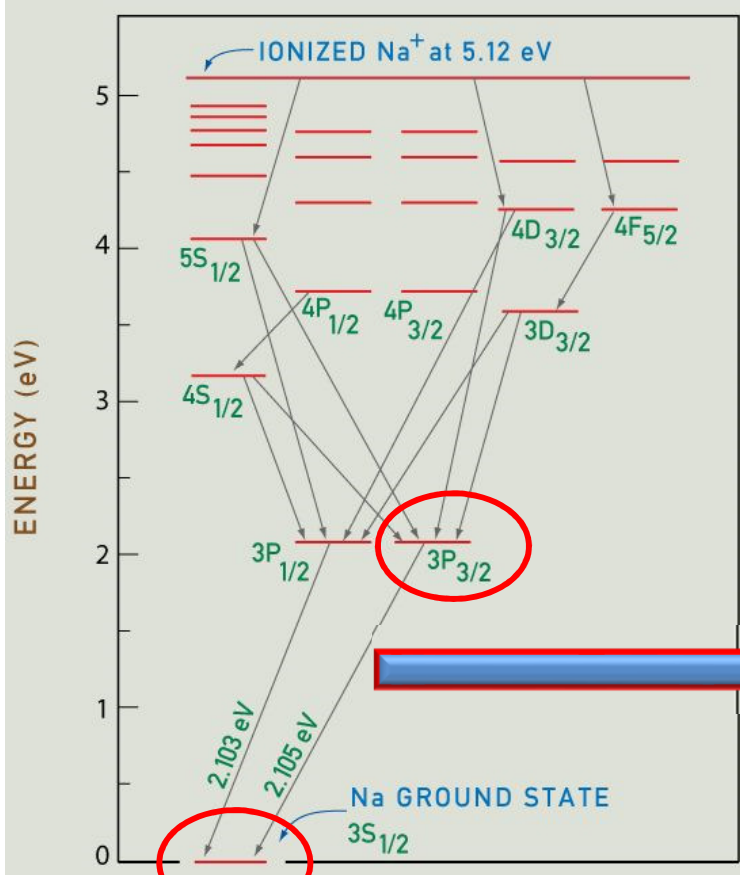 IONIZED Na+ at 5.12 eV
5
4D3/2
4F5/2
4
5S1/2
4P1/2
4P3/2
3D3/2
4S1/2
3
ENERGY (eV)
3P1/2
3P3/2
2
1
2.103 eV
2.105 eV
Na GROUND STATE
3S1/2
0